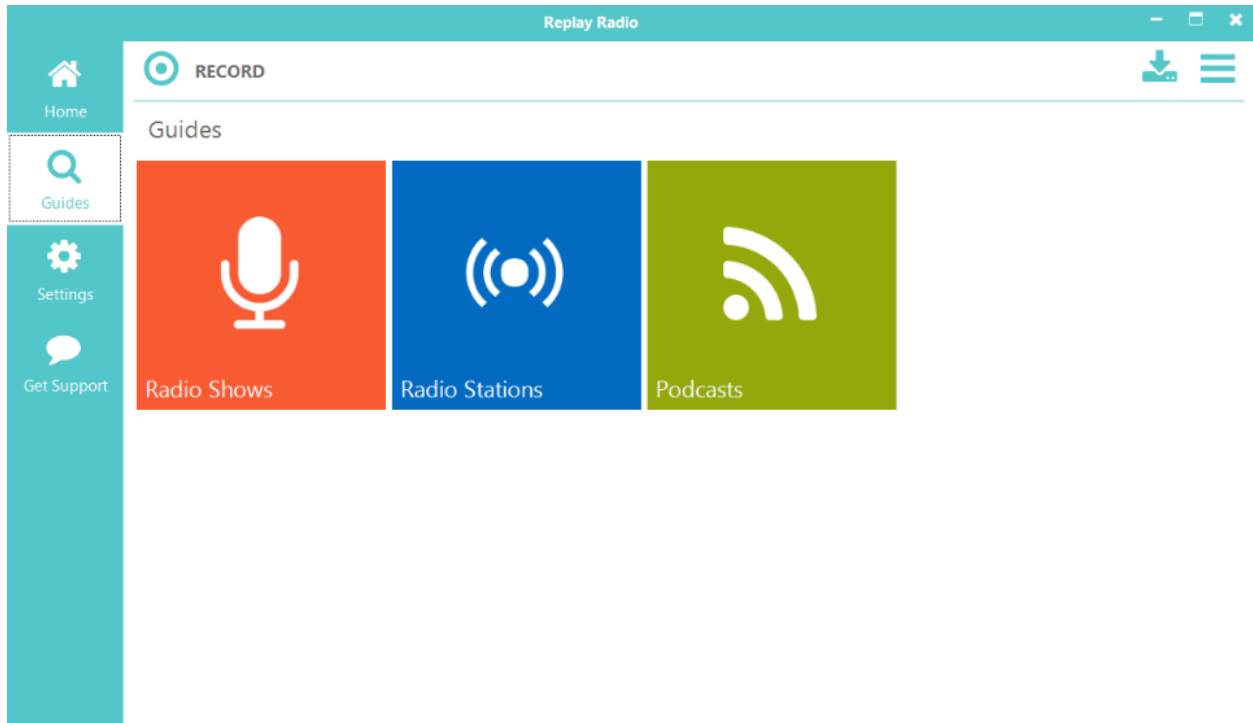 Replay Radio
Home
RECORD
Guides
Guides
Settings
Get Support
Radio Shows
Radio Stations
Podcasts